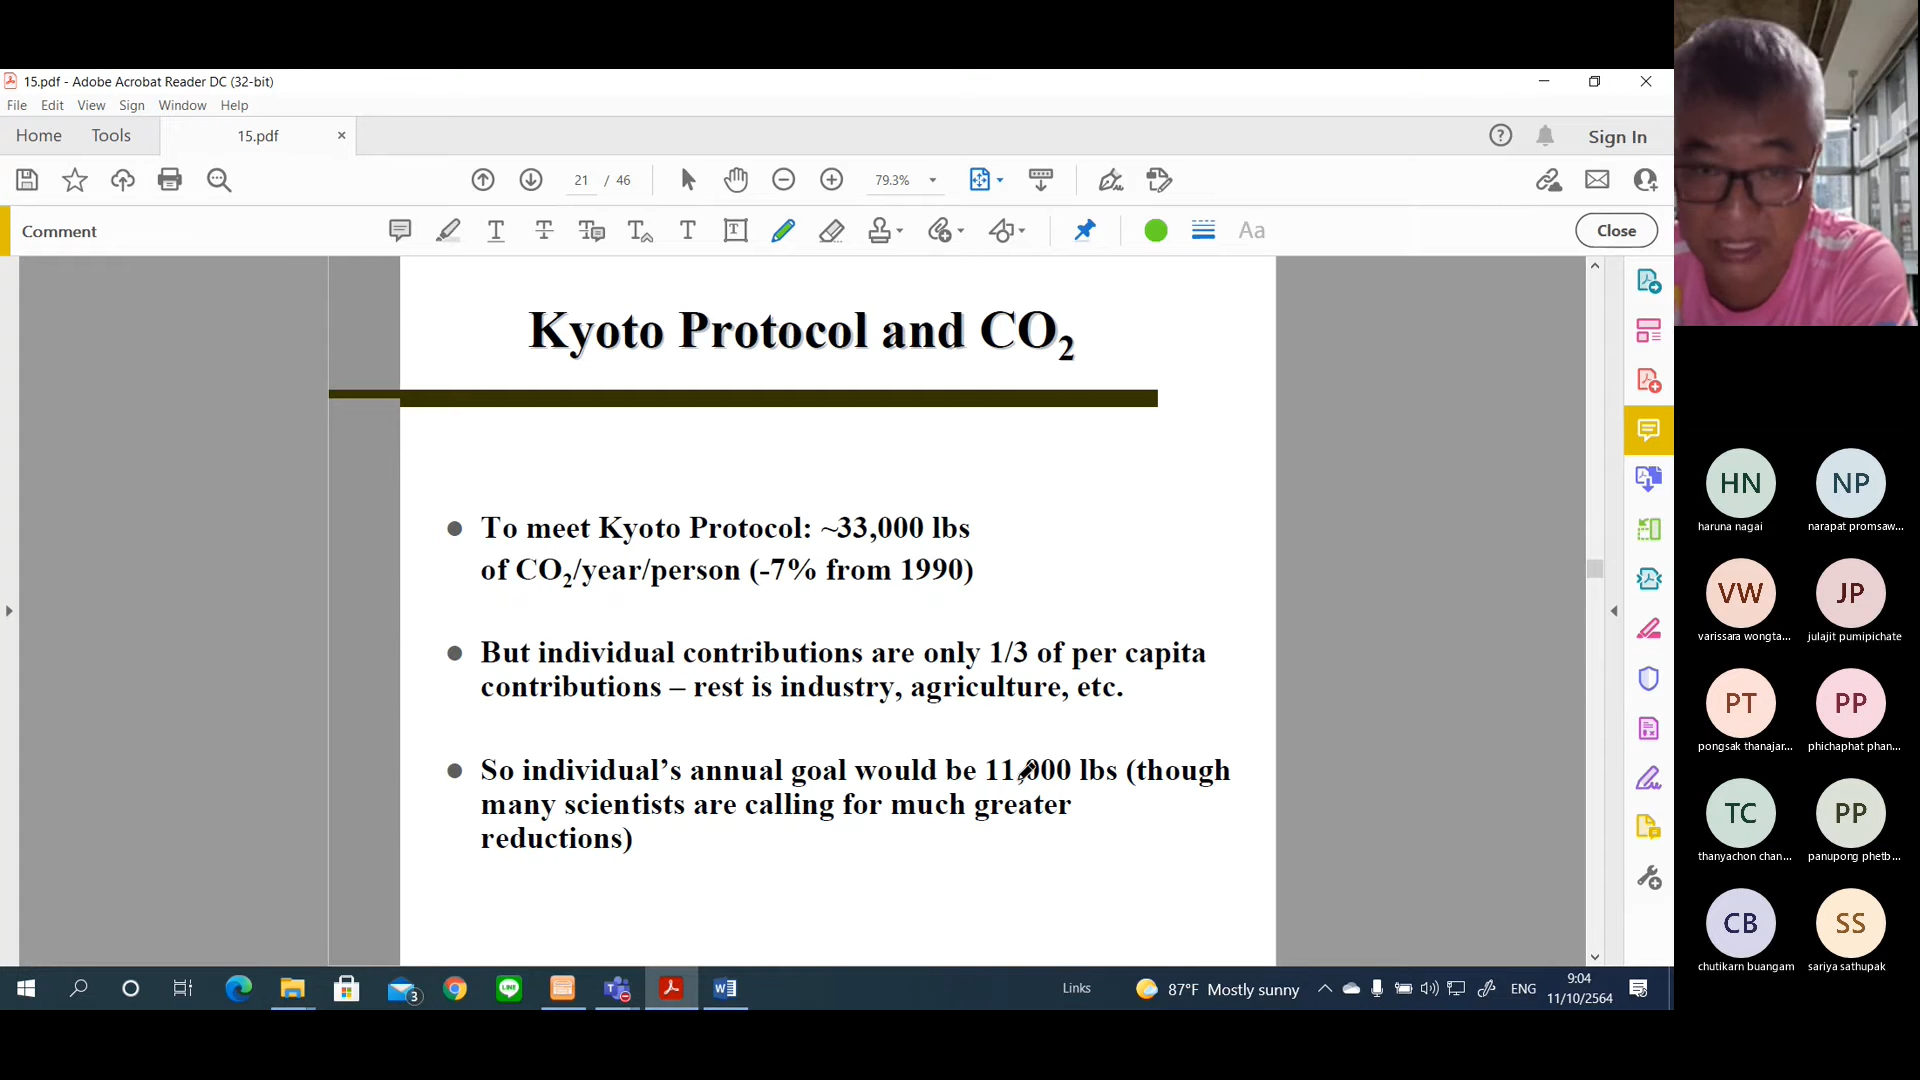 15.pdf - Adobe Acrobat Reader DC (32-bit)
File Edit View Sign Window Help
Home Tools 15.pdf Sign In
21 / 46 79.3%
Comment Aa Close
Kyoto Protocol and CO2
To meet Kyoto Protocol: ~33,000 lbs
of CO2/year/person (-7% from 1990)
But individual contributions are only 1/3 of per capita
contributions – rest is industry, agriculture, etc.
So individual's annual goal would be 11,000 lbs (though
many scientists are calling for much greater
reductions)
HN NP
haruna nagai narapat promsaw...
VW JP
varissara wongta... julajit pumipichate
PT PP
pongsak thanajar... phichaphat phan...
TC PP
thanyachon chan... panupong phetb...
CB SS
chutikarn buangam sariya sathupak
3 LINE Links 87°F Mostly sunny ENG 9:04
11/10/2564